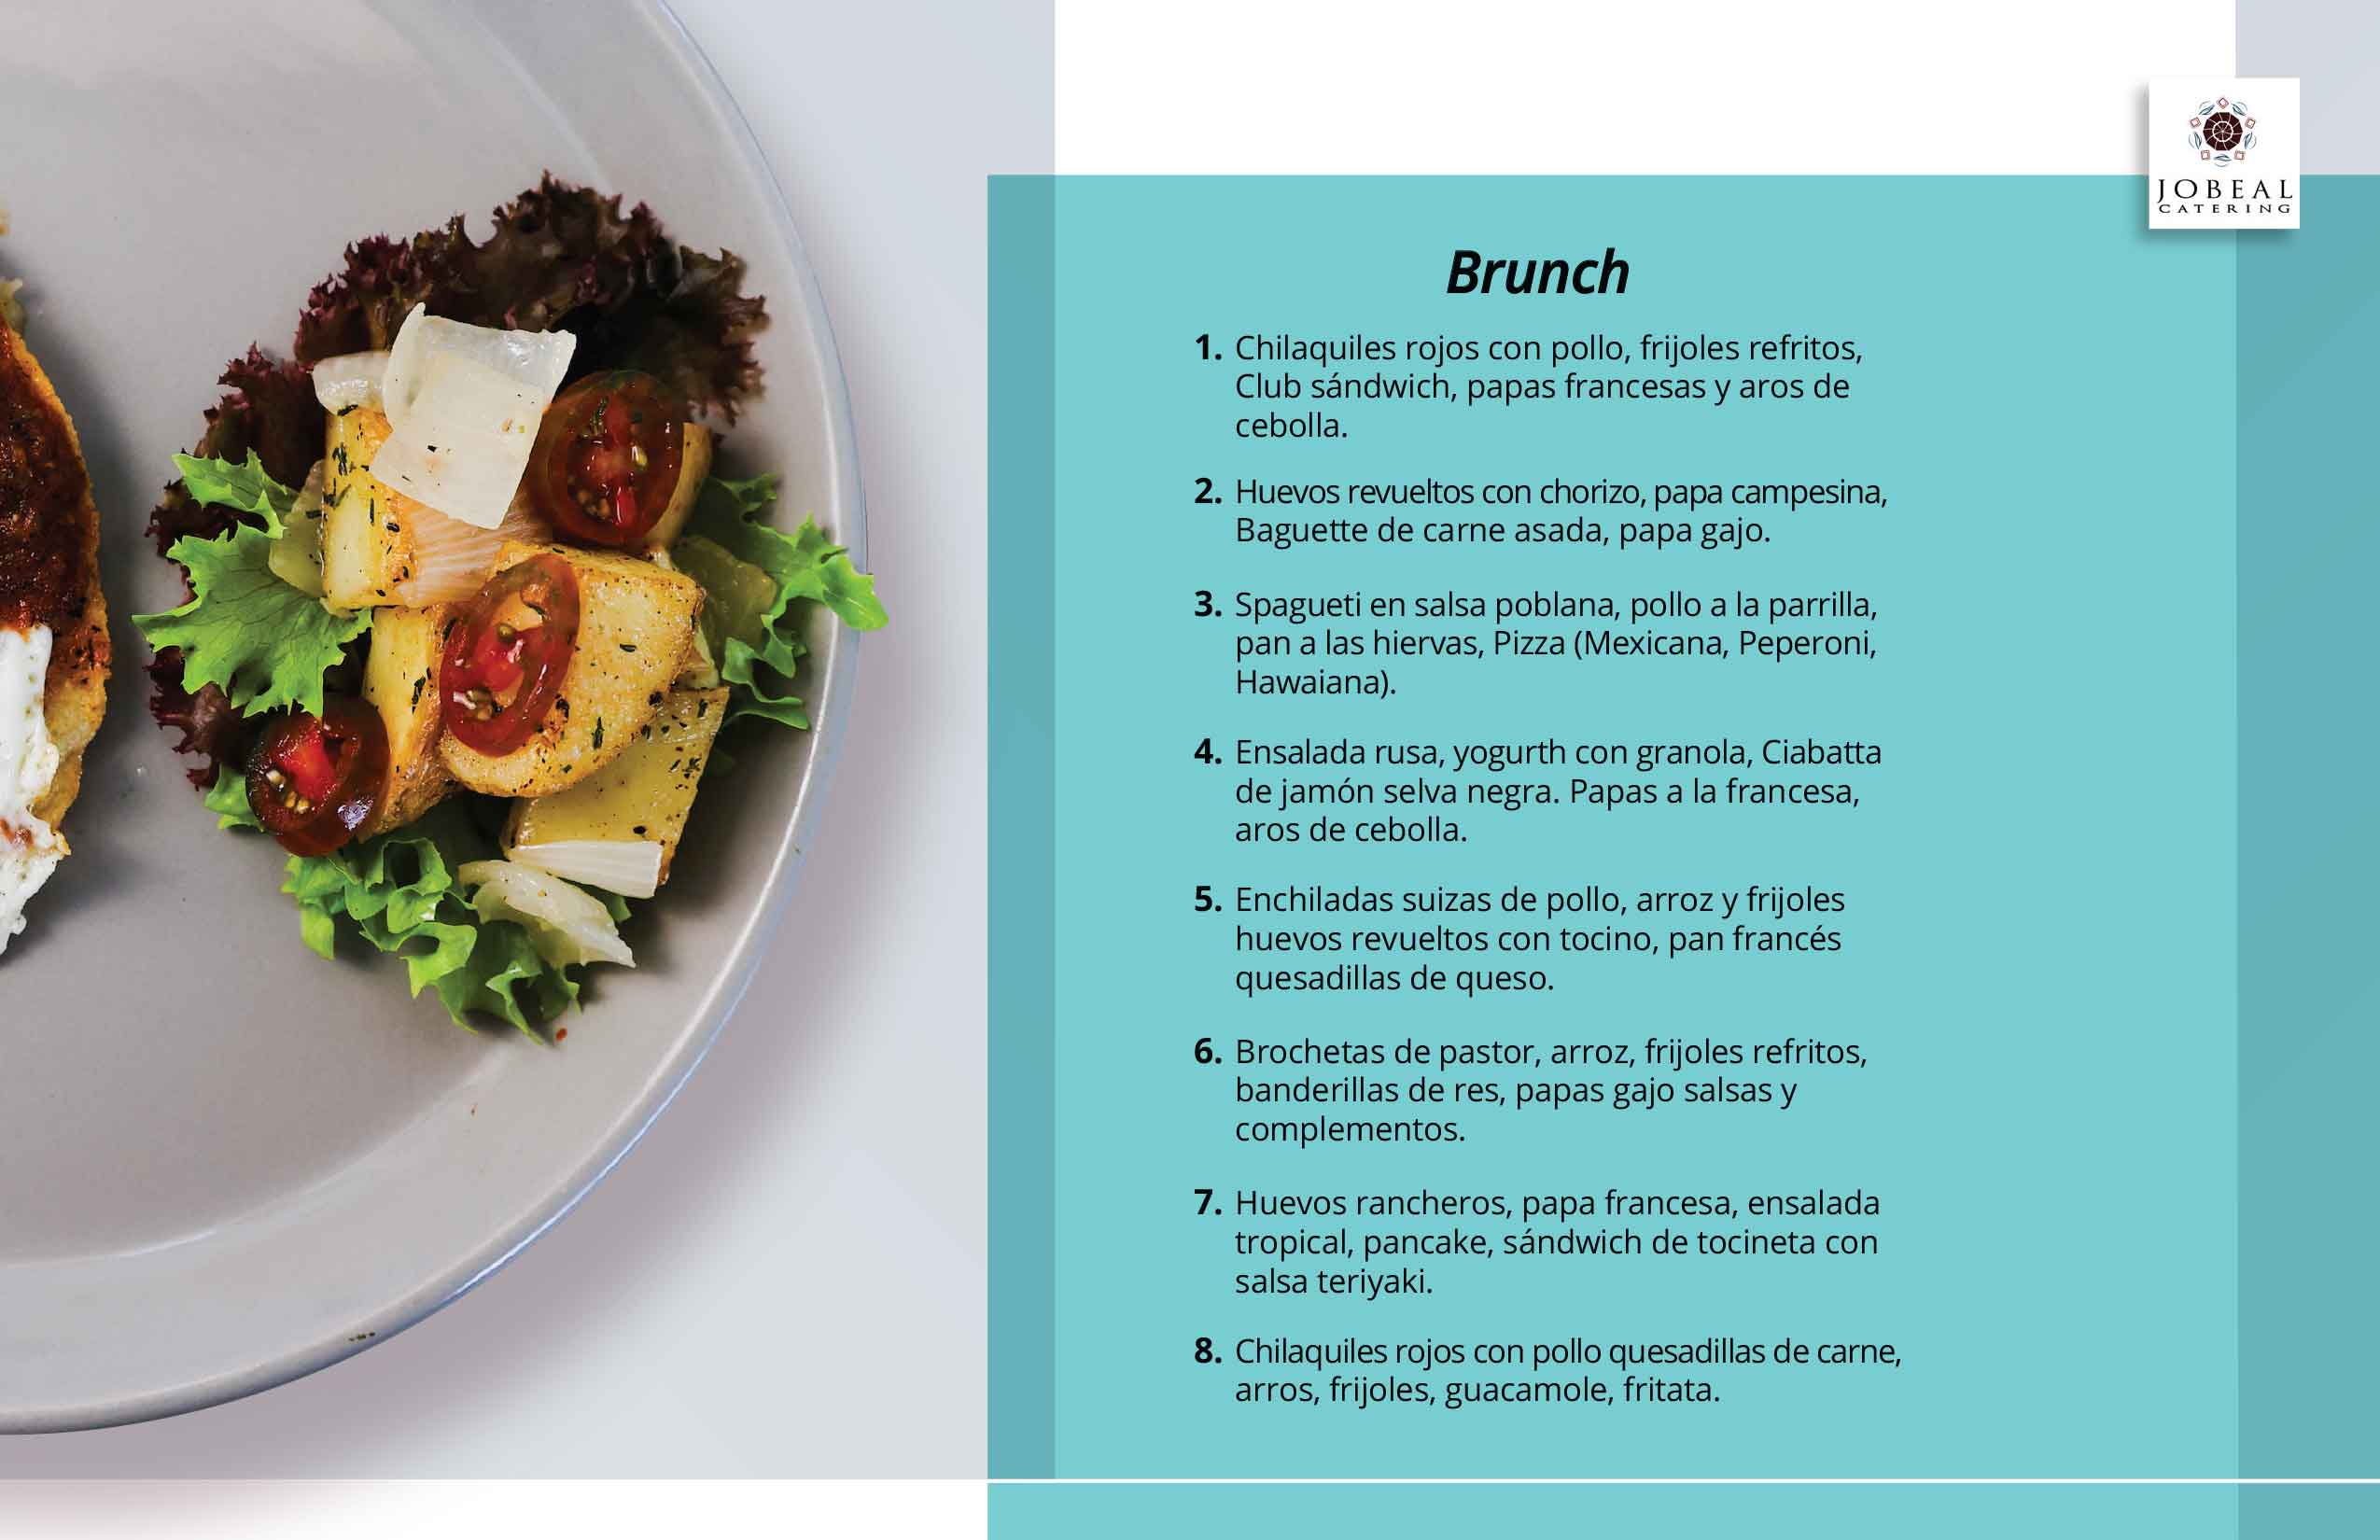 JOBEAL
CATERING
Brunch
1. Chilaquiles rojos con pollo, frijoles refritos,
Club sándwich, papas francesas y aros de
cebolla.
2. Huevos revueltos con chorizo, papa campesina,
Baguette de carne asada, papa gajo.
3. Spagueti en salsa poblana, pollo a la parrilla,
pan a las hiervas, Pizza (Mexicana, Peperoni,
Hawaiana).
4. Ensalada rusa, yogurth con granola, Ciabatta
de jamón selva negra. Papas a la francesa,
aros de cebolla.
5. Enchiladas suizas de pollo, arroz y frijoles
huevos revueltos con tocino, pan francés
quesadillas de queso.
6. Brochetas de pastor, arroz, frijoles refritos,
banderillas de res, papas gajo salsas y
complementos.
7. Huevos rancheros, papa francesa, ensalada
tropical, pancake, sándwich de tocineta con
salsa teriyaki.
8. Chilaquiles rojos con pollo quesadillas de carne,
arros, frijoles, guacamole, fritata.